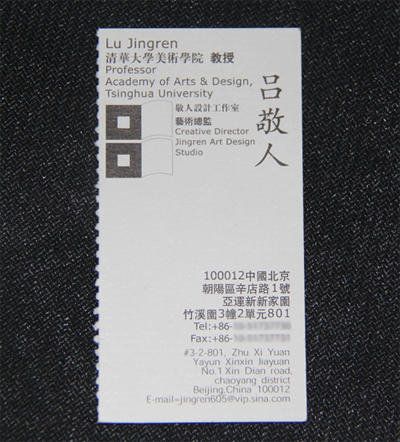 Lu Jingren
清華大學美術學院 教授
Professor
Academy of Arts & Design,
Tsinghua University
呂敬人
敬人設計工作室
藝術總監
Creative Director
Jingren Art Design
Studio
100012中國北京
朝陽區辛店路1號
亞運新新家園
竹溪園3幢2單元801
Tel:+86-
Fax:+86-
#3-2-801, Zhu Xi Yuan
Yayun Xinxin Jiayuan
No.1 Xin Dian road,
chaoyang district
Beijing.China 100012
E-mail=jingren605@vip.sina.com